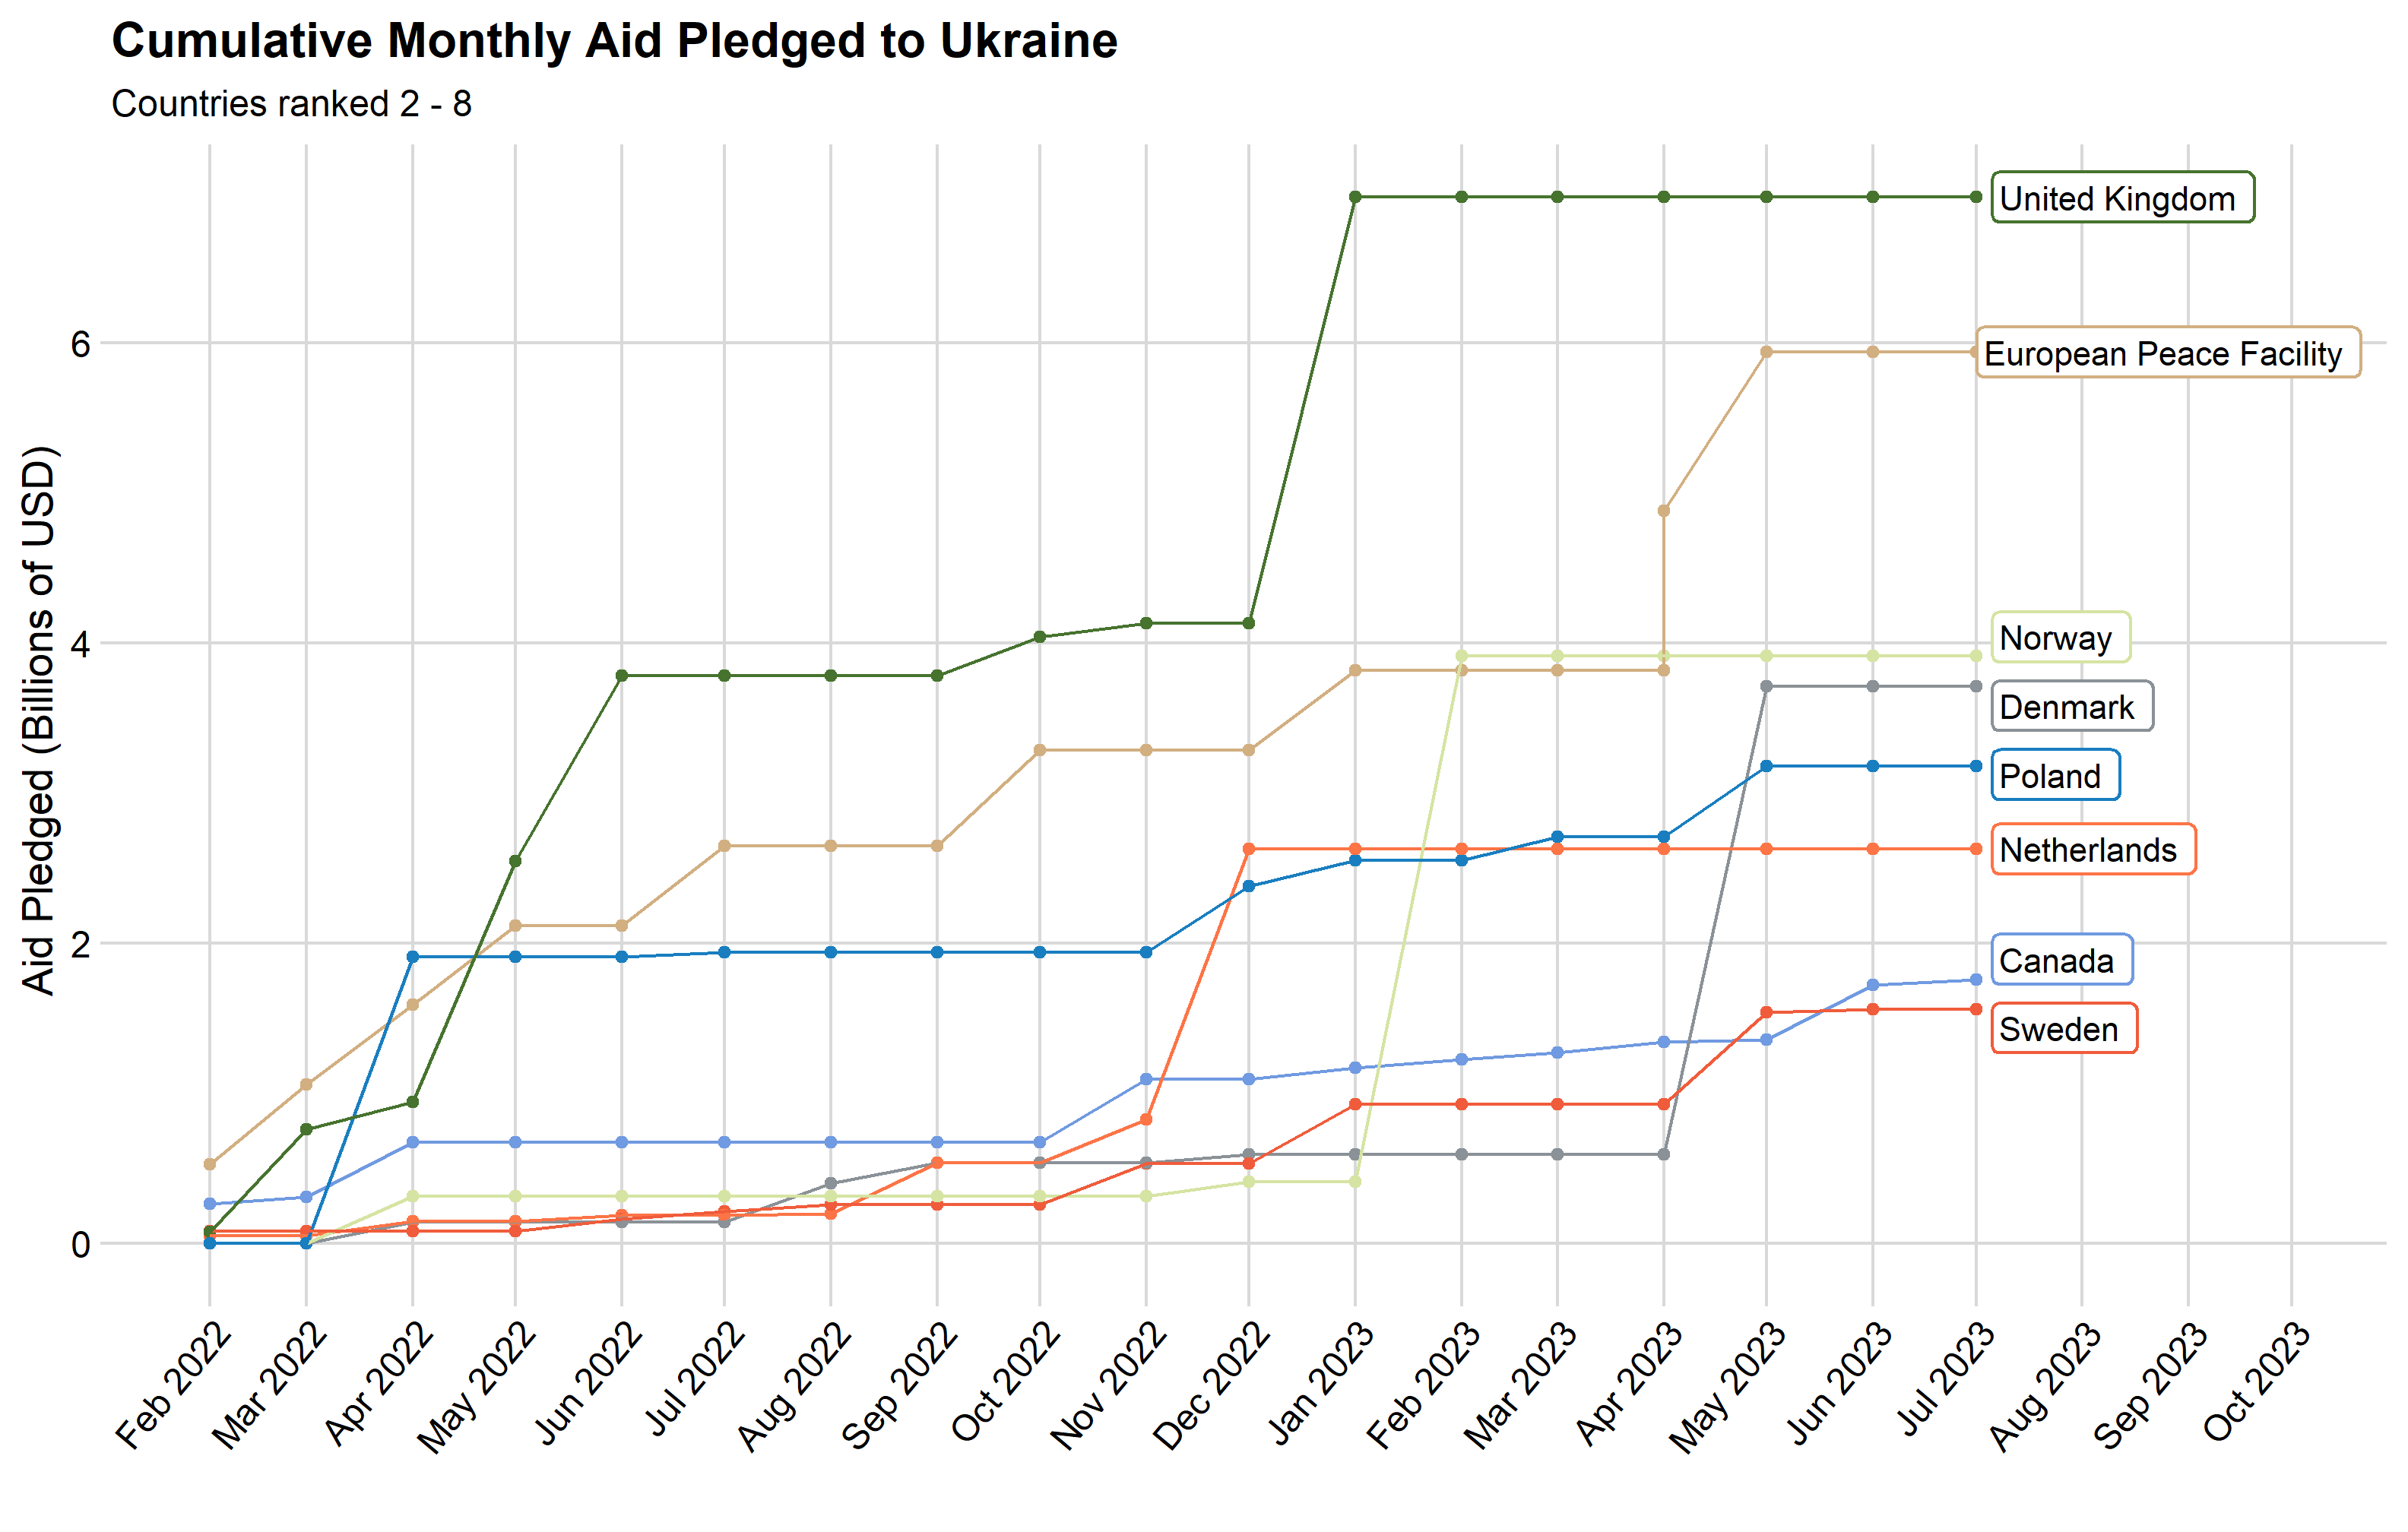 Cumulative Monthly Aid Pledged to Ukraine
Countries ranked 2 - 8
Aid Pledged (Billions of USD)
6
4
2
0
United Kingdom
European Peace Facility
Norway
Denmark
Poland
Netherlands
Canada
Sweden
Feb 2022
Mar 2022
Apr 2022
May 2022
Jun 2022
Jul 2022
Aug 2022
Sep 2022
Oct 2022
Nov 2022
Dec 2022
Jan 2023
Feb 2023
Mar 2023
Apr 2023
May 2023
Jun 2023
Jul 2023
Aug 2023
Sep 2023
Oct 2023